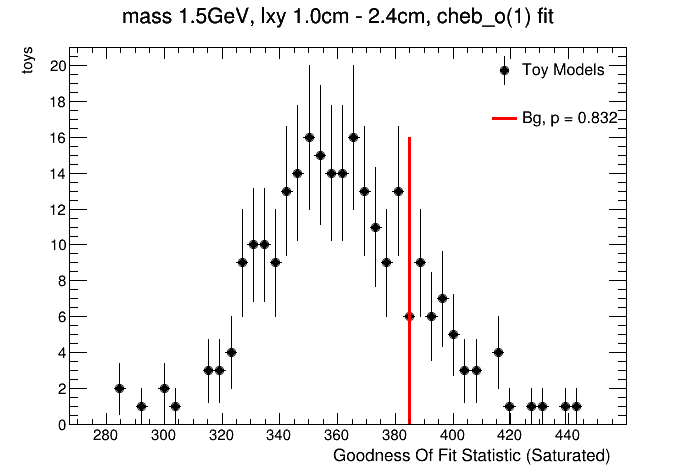 mass 1.5GeV, lxy 1.0cm - 2.4cm, cheb_o(1) fit
toys
20
18
16
14
12
10
8
6
4
2
0
Toy Models
Bg, p = 0.832
280 300 320 340 360 380 400 420 440
Goodness Of Fit Statistic (Saturated)